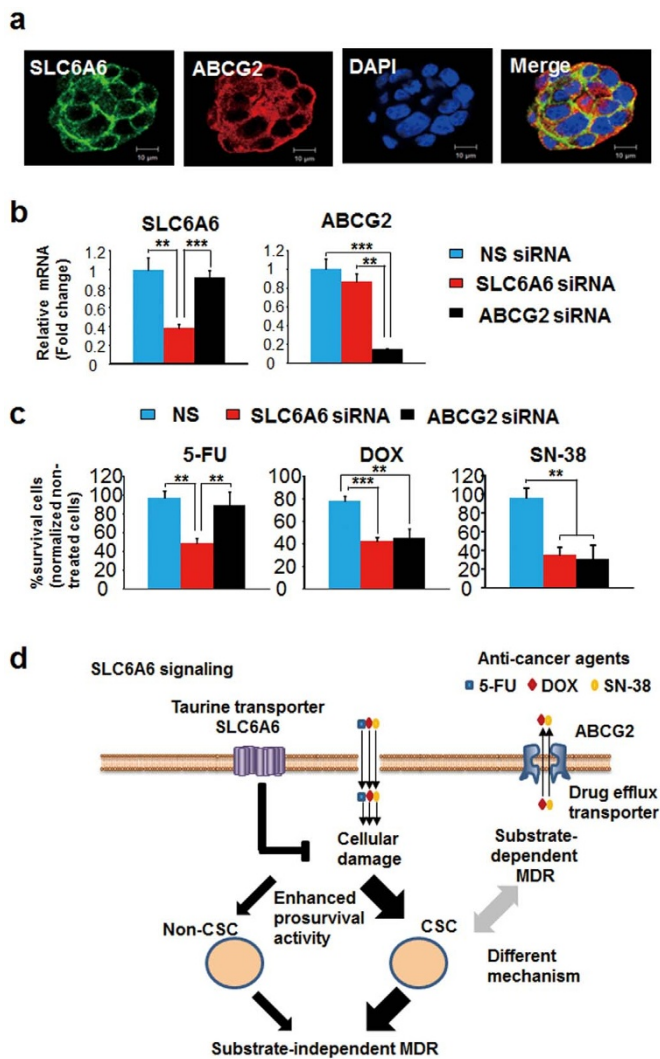 a
SLC6A6
ABCG2
DAPI
Merge
10 µm
10 µm
10 µm
10 µm
b
SLC6A6
ABCG2
Relative mRNA
(Fold change)
1.2
1
0.8
0.6
0.4
0.2
0
** ***
1.2
1
0.8
0.6
0.4
0.2
0
***
**
NS siRNA
SLC6A6 siRNA
ABCG2 siRNA
c
NS SLC6A6 siRNA ABCG2 siRNA
5-FU
DOX
SN-38
%survival cells
(normalized non-
treated cells)
120
100
80
60
40
20
0
** **
100
80
60
40
20
0
**
***
120
100
80
60
40
20
0
**
d
SLC6A6 signaling
Anti-cancer agents
5-FU DOX SN-38
Taurine transporter
SLC6A6
ABCG2
Drug efflux
transporter
Cellular
damage
Substrate-
dependent
MDR
Enhanced
prosurvival
activity
Non-CSC
CSC
Different
mechanism
Substrate-independent MDR